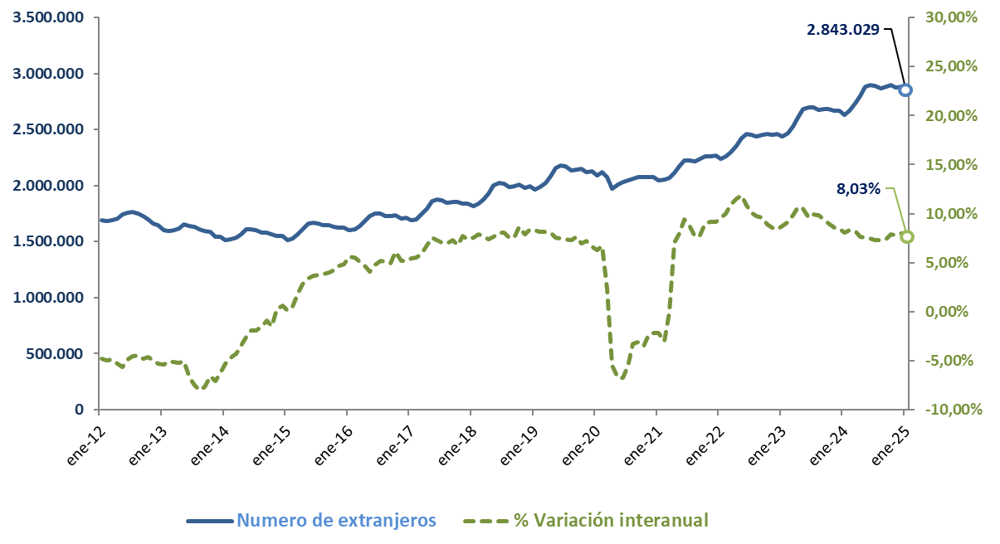 3.500.000
3.000.000
2.500.000
2.000.000
1.500.000
1.000.000
500.000
0
30,00%
25,00%
20,00%
15,00%
10,00%
5,00%
0,00%
-5,00%
-10,00%
2.843.029
8,03%
ene-12
ene-13
ene-14
ene-15
ene-16
ene-17
ene-18
ene-19
ene-20
ene-21
ene-22
ene-23
ene-24
ene-25
Numero de extranjeros
% Variación interanual